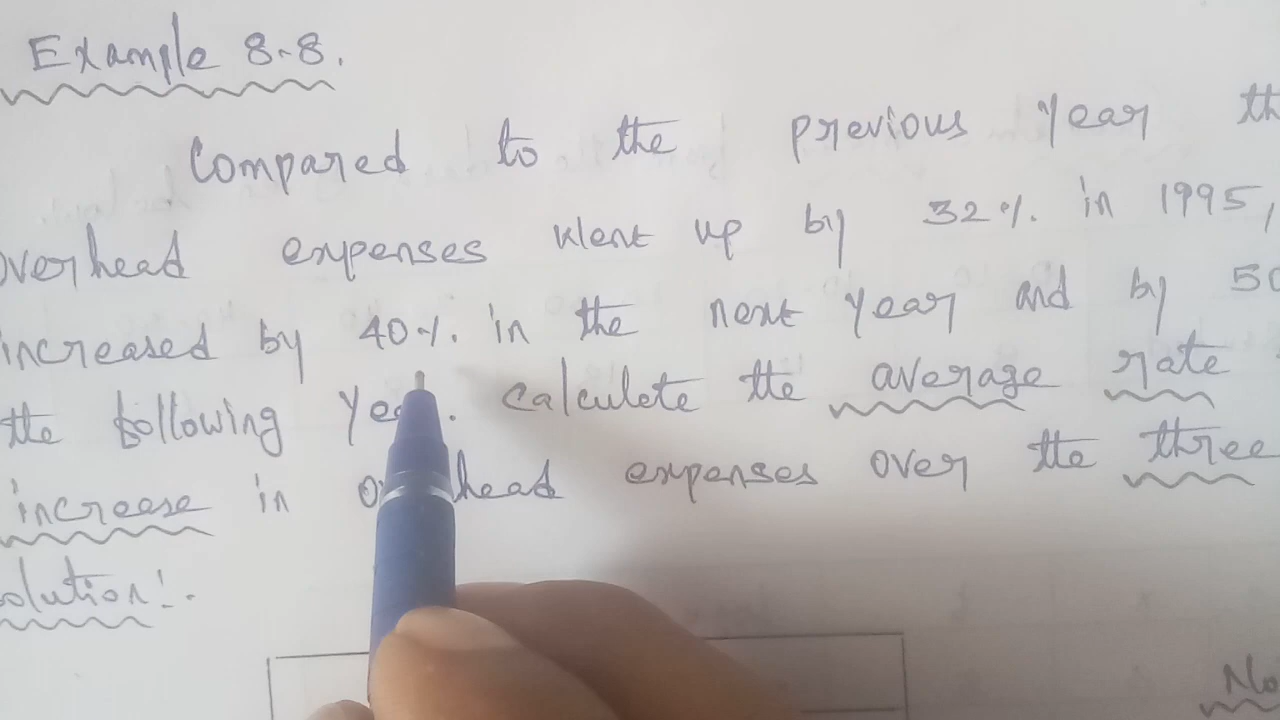 Example 8.8.
Compared to the previous year th
overhead expenses went up by 32% in 1995,
increased by 40% in the next year and by 50
the following year. calculate the average rate
increase in overhead expenses over the three
solution:-
No